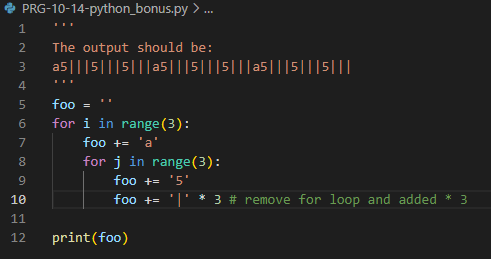 PRG-10-14-python_bonus.py > ...
1 '''
2 The output should be:
3 a5|||5|||5|||a5|||5|||5|||a5|||5|||5|||
4 '''
5 foo = ''
6 for i in range(3):
7     foo += 'a'
8     for j in range(3):
9         foo += '5'
10         foo += '|' * 3 # remove for loop and added * 3
11
12 print(foo)